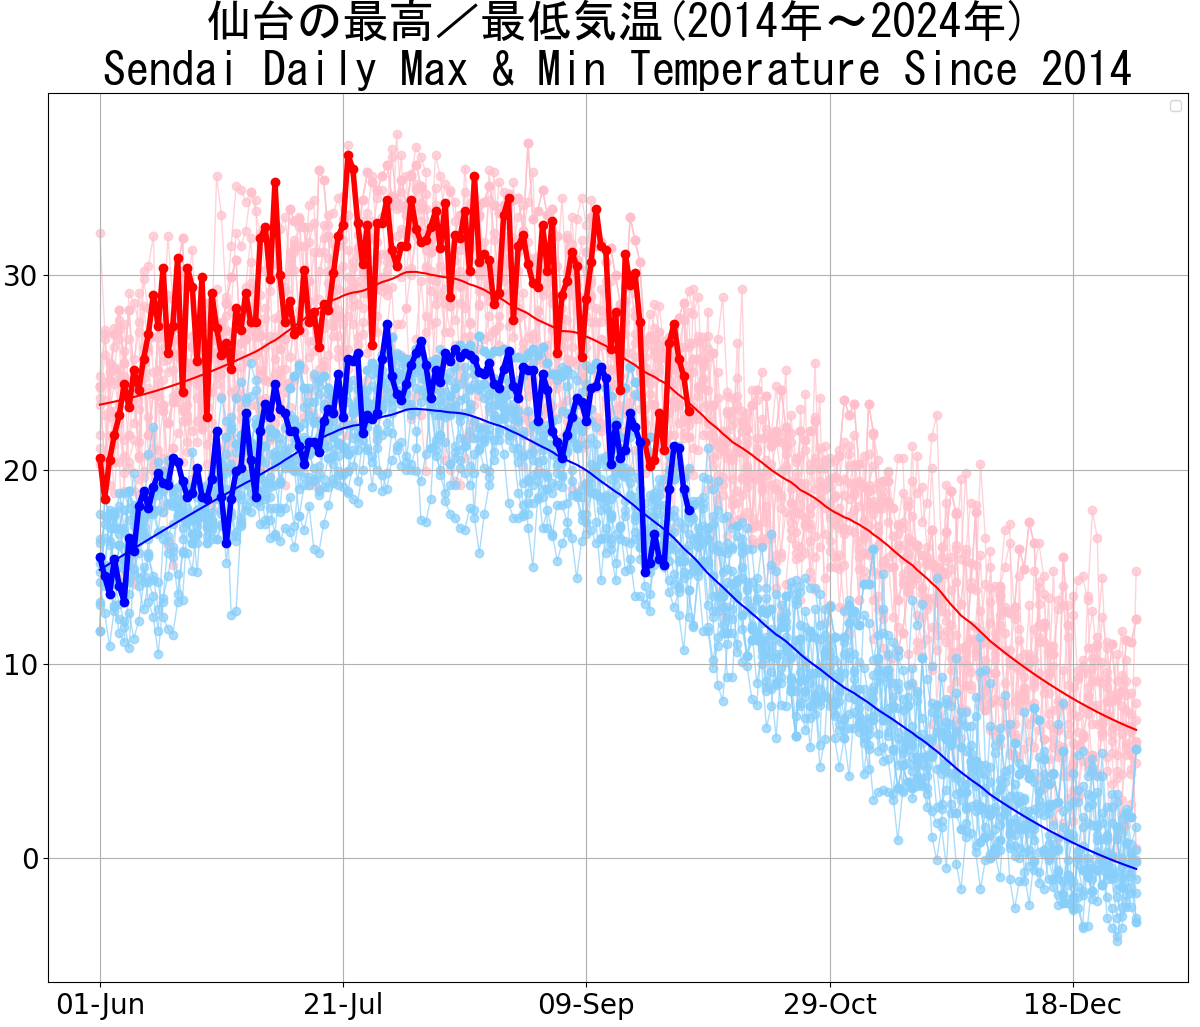 仙台の最高／最低気温(2014年～2024年)
Sendai Daily Max & Min Temperature Since 2014
30
20
10
0
01-Jun 21-Jul 09-Sep 29-Oct 18-Dec